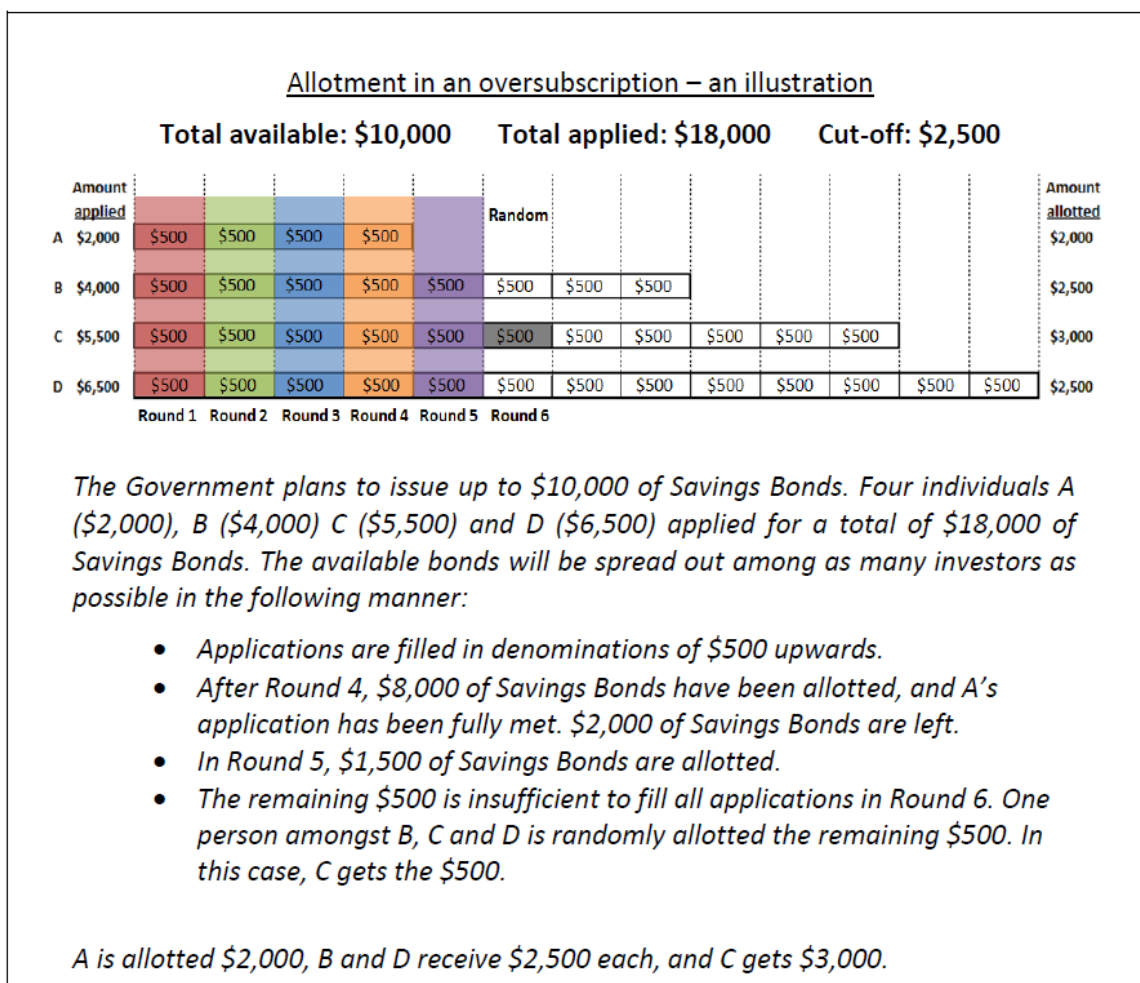 Allotment in an oversubscription – an illustration
Total available: $10,000 Total applied: $18,000 Cut-off: $2,500
Amount applied Random Amount allotted
A $2,000 $500 $500 $500 $500 $2,000
B $4,000 $500 $500 $500 $500 $500 $500 $500 $500 $2,500
C $5,500 $500 $500 $500 $500 $500 $500 $500 $500 $500 $500 $500 $3,000
D $6,500 $500 $500 $500 $500 $500 $500 $500 $500 $500 $500 $500 $500 $500 $2,500
Round 1 Round 2 Round 3 Round 4 Round 5 Round 6
The Government plans to issue up to $10,000 of Savings Bonds. Four individuals A
($2,000), B ($4,000) C ($5,500) and D ($6,500) applied for a total of $18,000 of
Savings Bonds. The available bonds will be spread out among as many investors as
possible in the following manner:
• Applications are filled in denominations of $500 upwards.
• After Round 4, $8,000 of Savings Bonds have been allotted, and A’s
application has been fully met. $2,000 of Savings Bonds are left.
• In Round 5, $1,500 of Savings Bonds are allotted.
• The remaining $500 is insufficient to fill all applications in Round 6. One
person amongst B, C and D is randomly allotted the remaining $500. In
this case, C gets the $500.
A is allotted $2,000, B and D receive $2,500 each, and C gets $3,000.